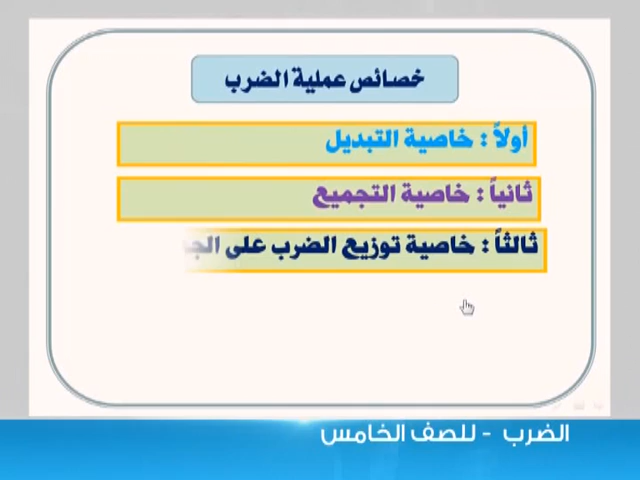 خصائص عملية الضرب
أولاً : خاصية التبديل
ثانياً : خاصية التجميع
ثالثاً : خاصية توزيع الضرب على
الضرب - للصف الخامس